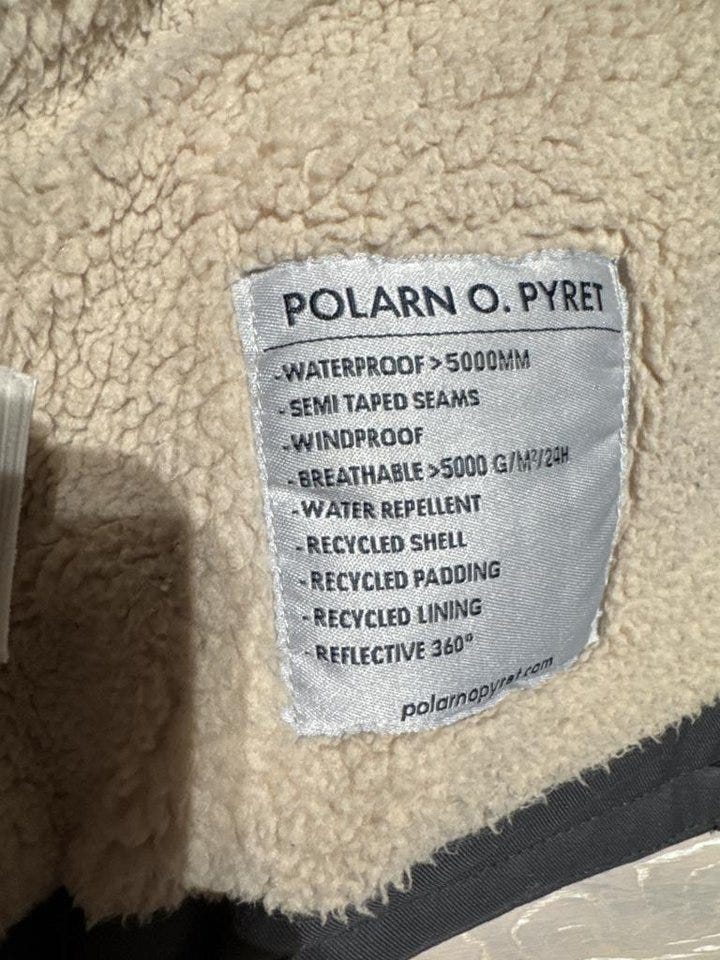 POLARN O. PYRET
-WATERPROOF >5000MM
- SEMI TAPED SEAMS
-WINDPROOF
- BREATHABLE >5000 G/M²/24H
-WATER REPELLENT
-RECYCLED SHELL
-RECYCLED PADDING
-RECYCLED LINING
- REFLECTIVE 360°
polarnopyret.com